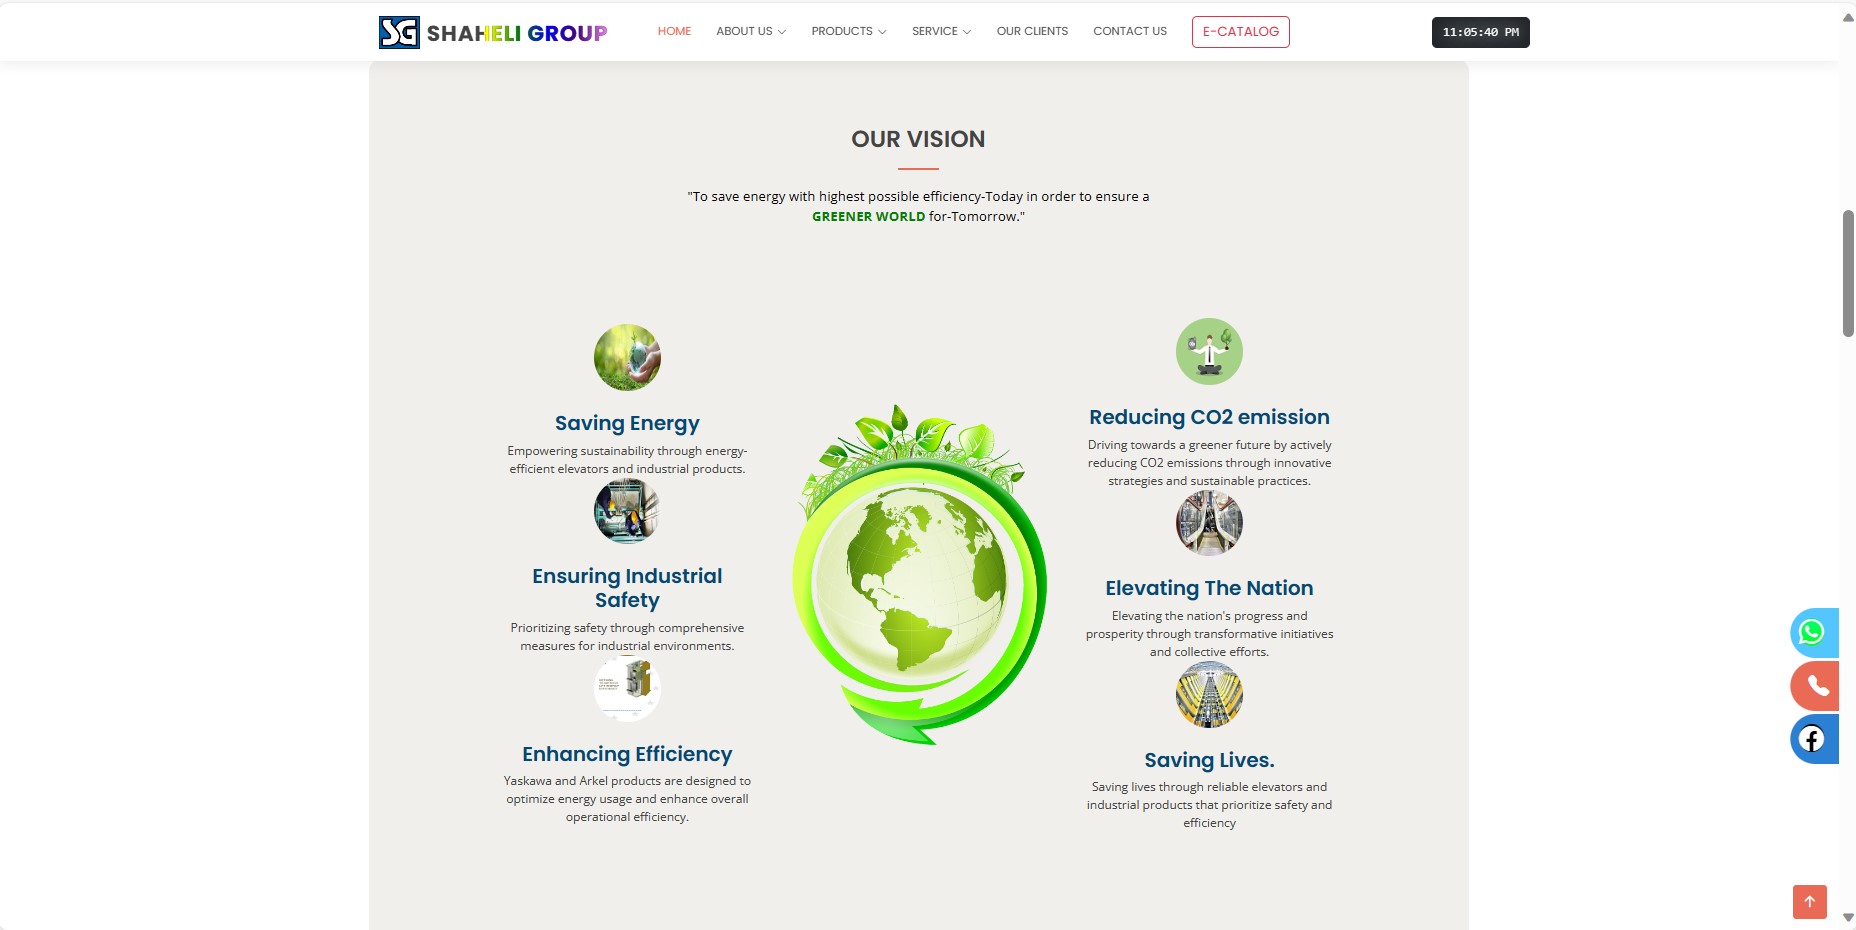 SG SHAHELI GROUP
HOME
ABOUT US
PRODUCTS
SERVICE
OUR CLIENTS
CONTACT US
E-CATALOG
11:05:40 PM
OUR VISION
"To save energy with highest possible efficiency-Today in order to ensure a
GREENER WORLD for-Tomorrow."
Saving Energy
Empowering sustainability through energy-
efficient elevators and industrial products.
Ensuring Industrial
Safety
Prioritizing safety through comprehensive
measures for industrial environments.
Enhancing Efficiency
Yaskawa and Arkel products are designed to
optimize energy usage and enhance overall
operational efficiency.
Reducing CO2 emission
Driving towards a greener future by actively
reducing CO2 emissions through innovative
strategies and sustainable practices.
Elevating The Nation
Elevating the nation's progress and
prosperity through transformative initiatives
and collective efforts.
Saving Lives.
Saving lives through reliable elevators and
industrial products that prioritize safety and
efficiency